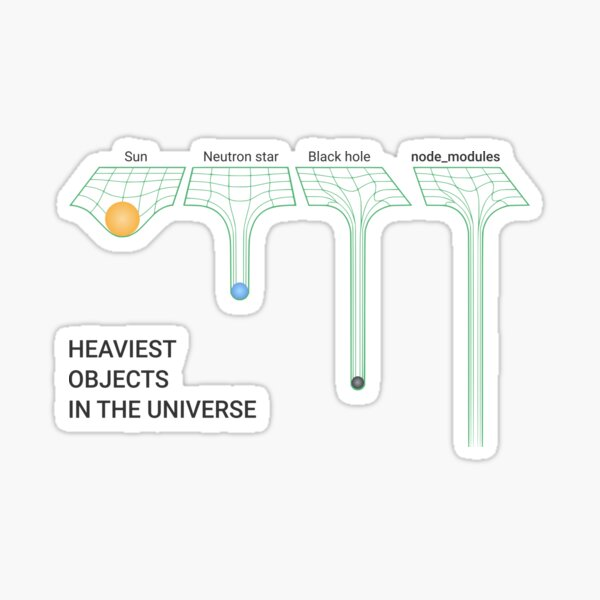 Sun
Neutron star
Black hole
node_modules
HEAVIEST
OBJECTS
IN THE UNIVERSE